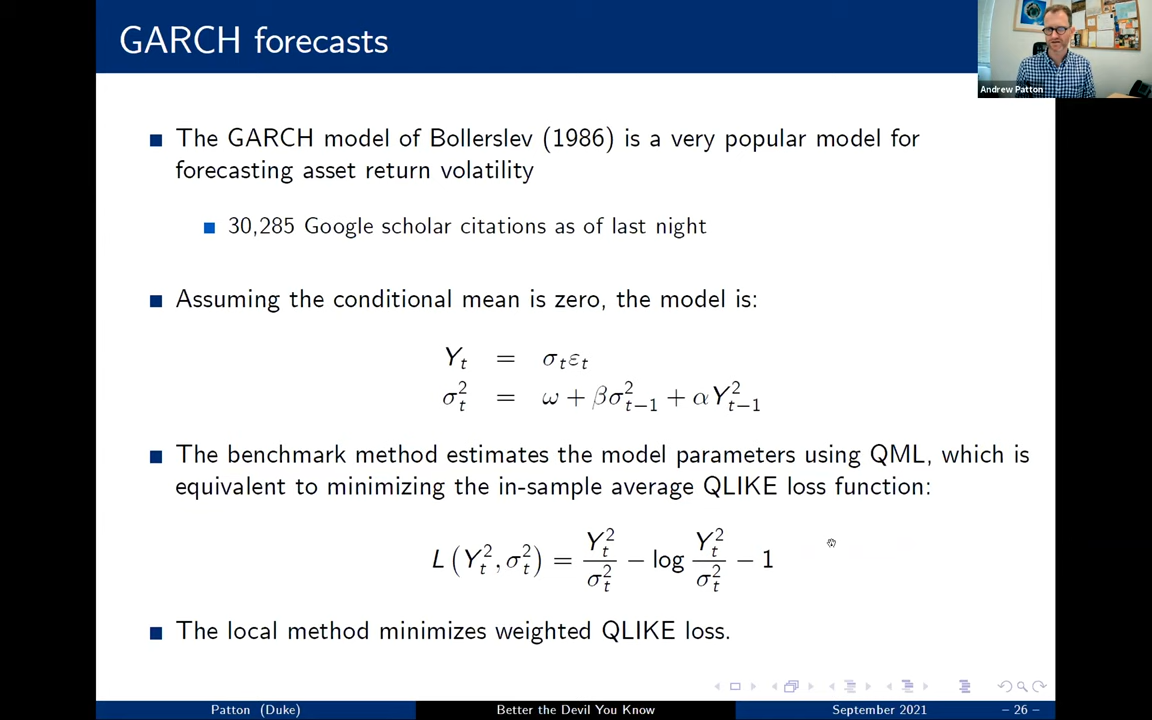 GARCH forecasts
Andrew Patton
The GARCH model of Bollerslev (1986) is a very popular model for
forecasting asset return volatility
30,285 Google scholar citations as of last night
Assuming the conditional mean is zero, the model is:
Y_t = σ_t ε_t
σ_t^2 = ω + βσ_{t−1}^2 + αY_{t−1}^2
The benchmark method estimates the model parameters using QML, which is
equivalent to minimizing the in-sample average QLIKE loss function:
L (Y_t^2, σ_t^2) = Y_t^2/σ_t^2 − log Y_t^2/σ_t^2 − 1
The local method minimizes weighted QLIKE loss.
Patton (Duke) Better the Devil You Know September 2021 – 26 –